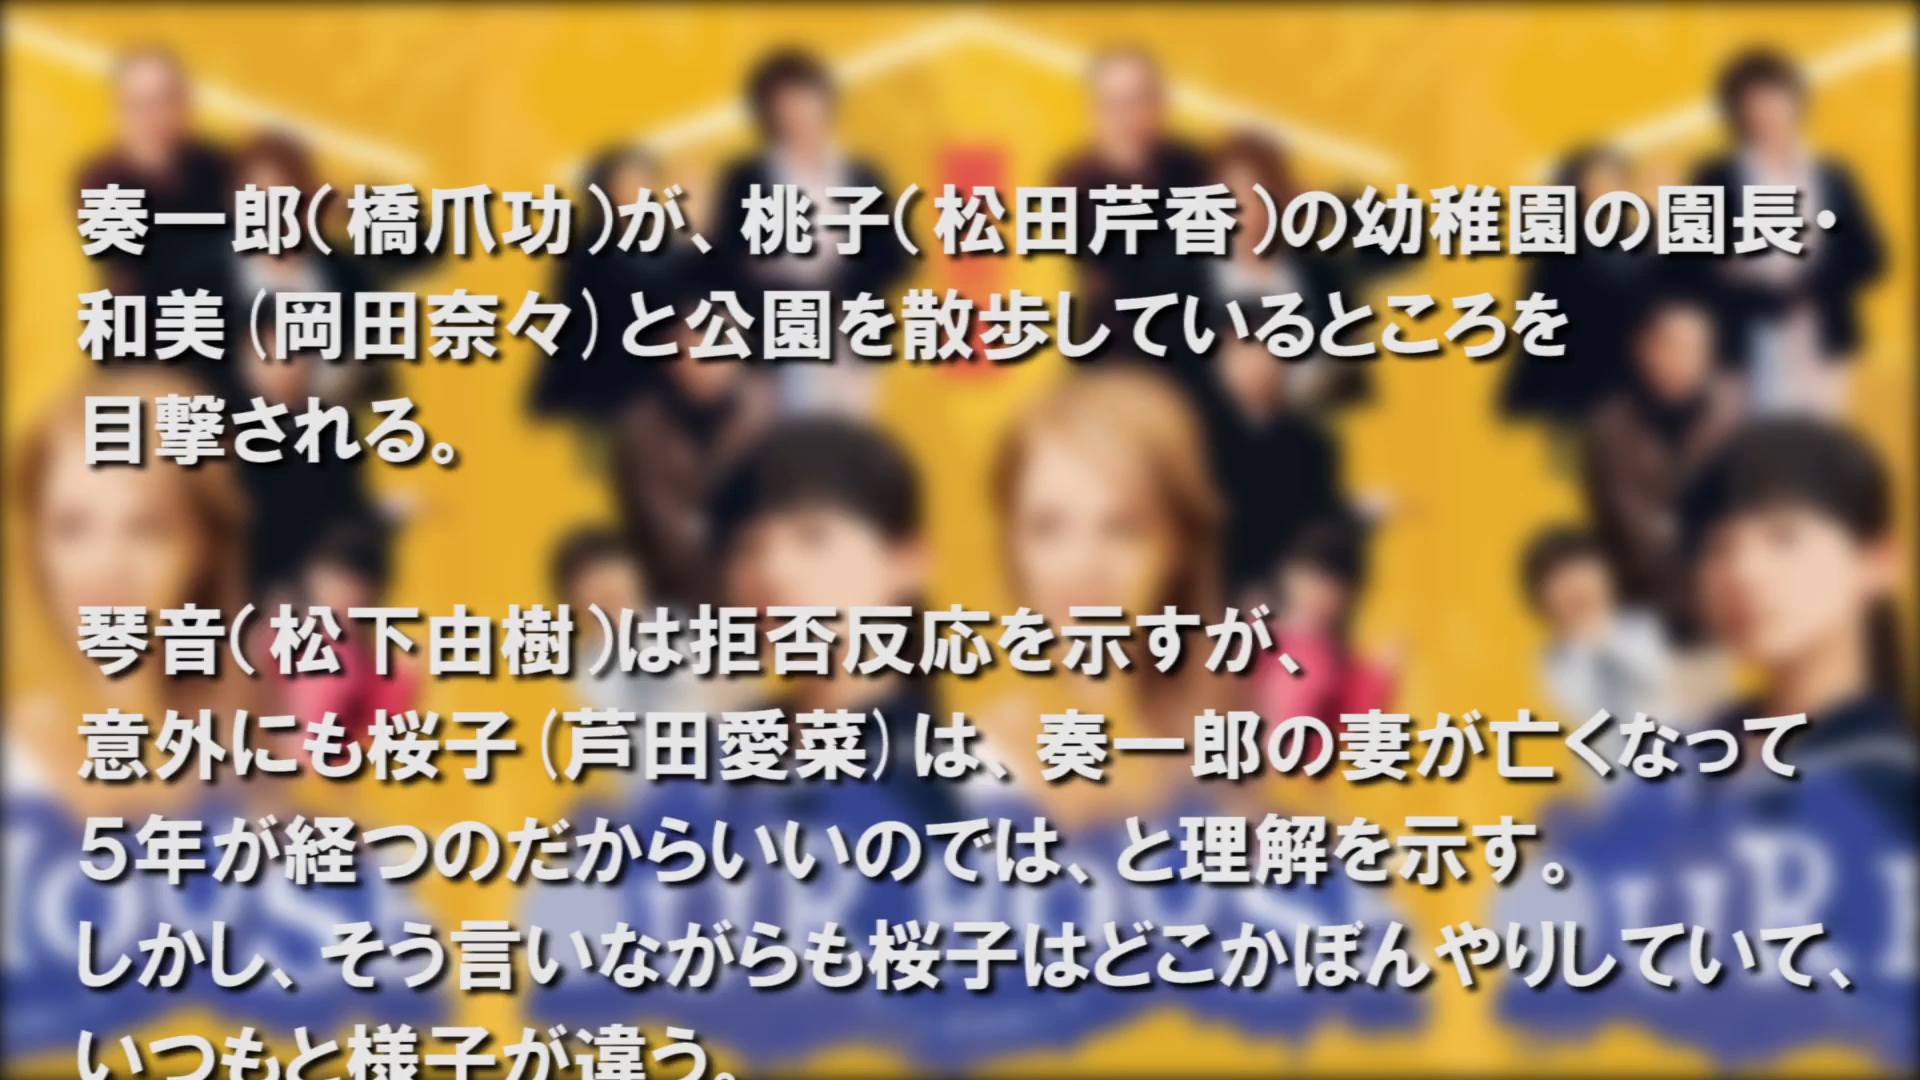 奏一郎(橋爪功)が、桃子(松田芹香)の幼稚園の園長・
和美(岡田奈々)と公園を散歩しているところを
目撃される。
琴音(松下由樹)は拒否反応を示すが、
意外にも桜子(芦田愛菜)は、奏一郎の妻が亡くなって
5年が経つのだからいいのでは、と理解を示す。
しかし、そう言いながらも桜子はどこかぼんやりしていて、
いつもと様子が違う。
OUR HOUSE